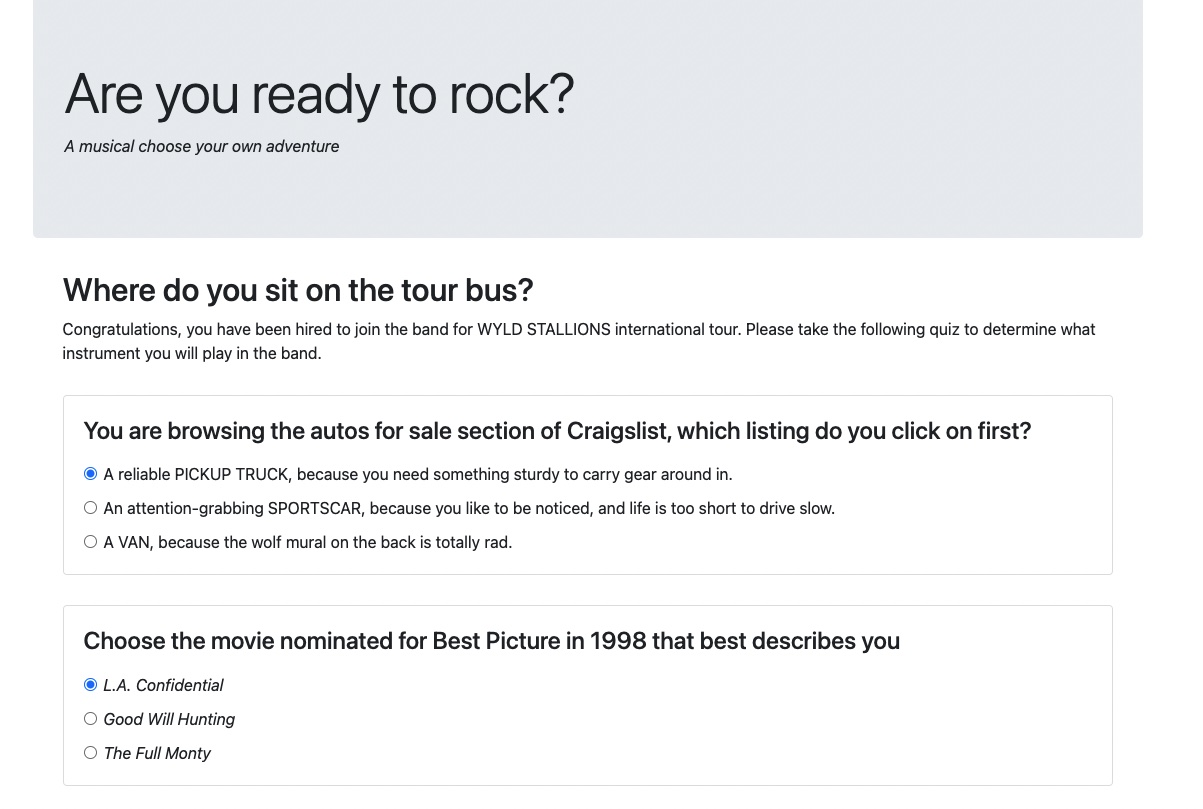 Are you ready to rock?
A musical choose your own adventure
Where do you sit on the tour bus?
Congratulations, you have been hired to join the band for WYLD STALLIONS international tour. Please take the following quiz to determine what
instrument you will play in the band.
You are browsing the autos for sale section of Craigslist, which listing do you click on first?
A reliable PICKUP TRUCK, because you need something sturdy to carry gear around in.
An attention-grabbing SPORTSCAR, because you like to be noticed, and life is too short to drive slow.
A VAN, because the wolf mural on the back is totally rad.
Choose the movie nominated for Best Picture in 1998 that best describes you
L.A. Confidential
Good Will Hunting
The Full Monty